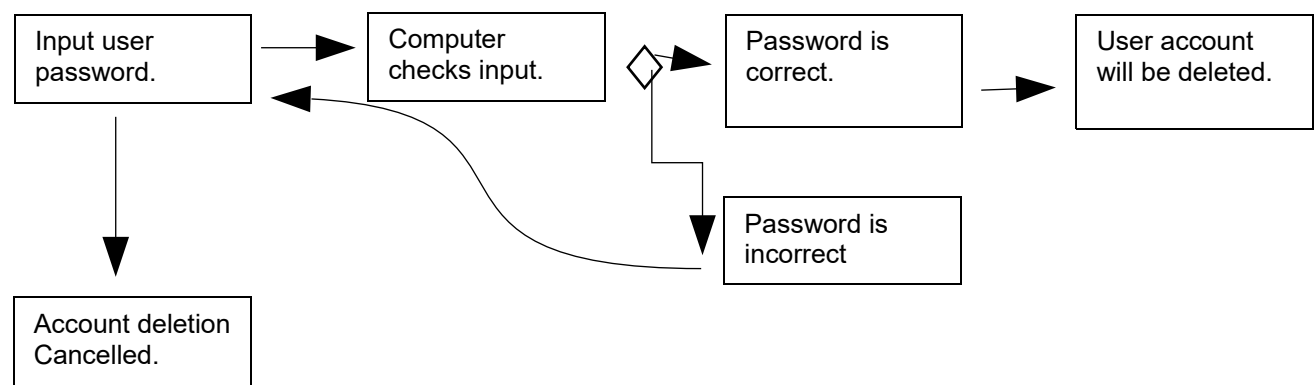 Input user
password.
Computer
checks input.
Password is
correct.
User account
will be deleted.
Password is
incorrect
Account deletion
Cancelled.